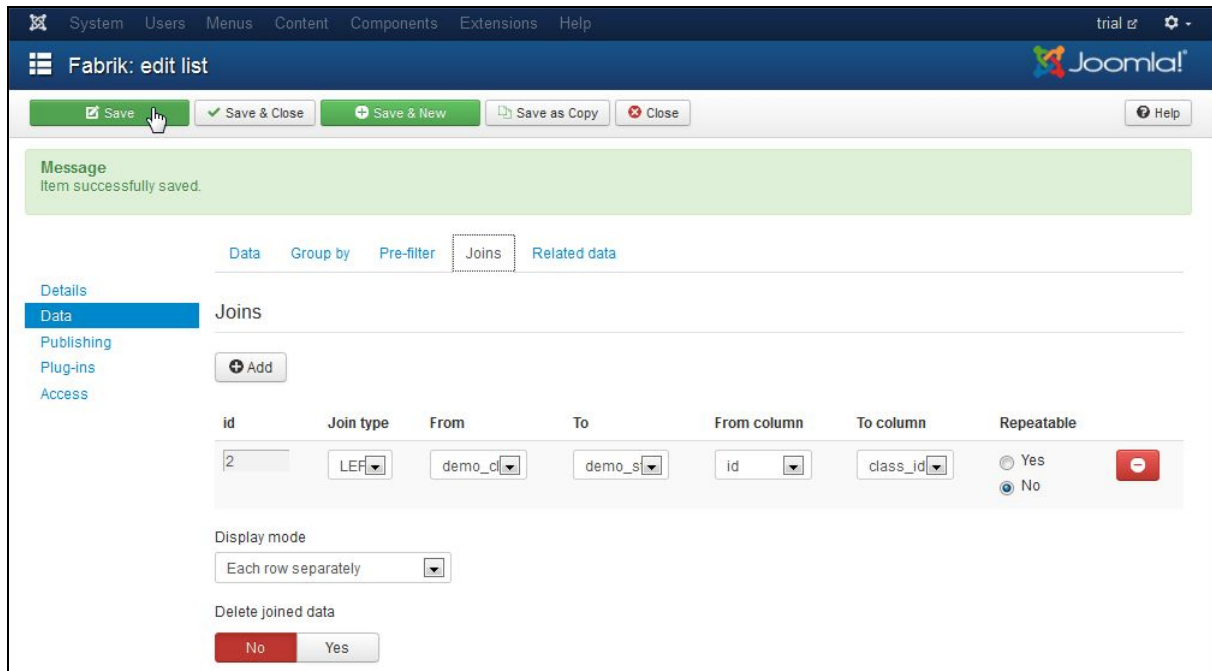 System Users Menus Content Components Extensions Help trial
Fabrik: edit list Joomla!
Save Save & Close Save & New Save as Copy Close Help
Message
Item successfully saved.
Data Group by Pre-filter Joins Related data
Details
Data
Joins
Publishing
Plug-ins
Add
Access
id Join type From To From column To column Repeatable
2 LEF demo_cl demo_st id class_id Yes
No
Display mode
Each row separately
Delete joined data
No Yes